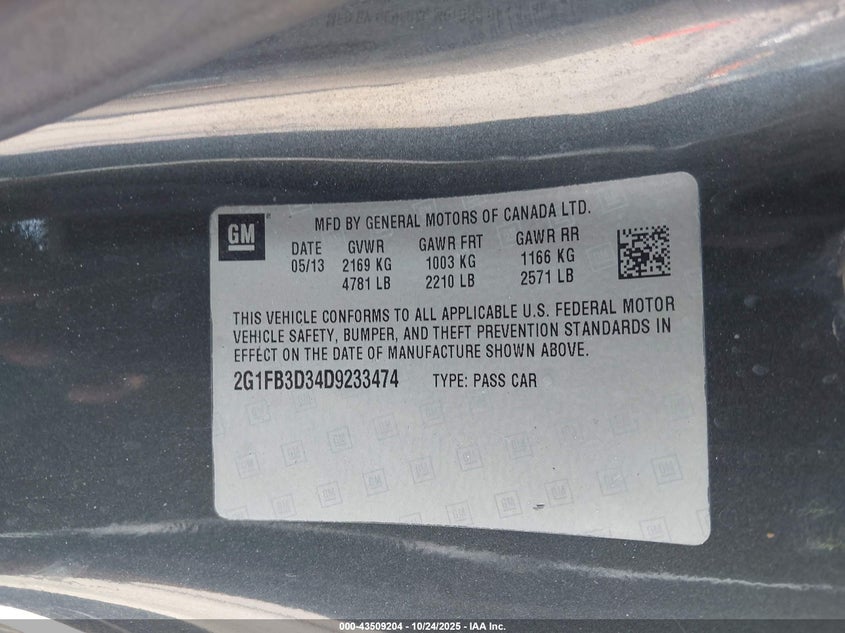 GM
MFD BY GENERAL MOTORS OF CANADA LTD.
DATE GVWR GAWR FRT GAWR RR
05/13 2169 KG 1003 KG 1166 KG
4781 LB 2210 LB 2571 LB
THIS VEHICLE CONFORMS TO ALL APPLICABLE U.S. FEDERAL MOTOR
VEHICLE SAFETY, BUMPER, AND THEFT PREVENTION STANDARDS IN
EFFECT ON THE DATE OF MANUFACTURE SHOWN ABOVE.
2G1FB3D34D9233474 TYPE: PASS CAR
000-43509204 - 10/24/2025 - IAA Inc.